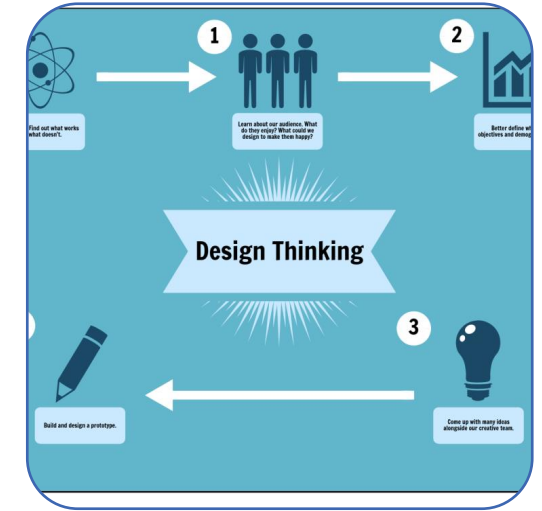 1
2
Find out what works
what doesn't.
Learn about our audience. What
do they enjoy? What could we
design to make them happy?
Better define
objectives and
Design Thinking
3
Build and design a prototype.
Come up with many ideas
alongside our creative team.